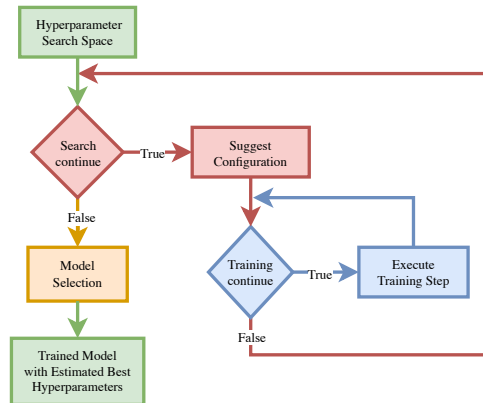 Hyperparameter
Search Space
Search
continue
True
Suggest
Configuration
False
Model
Selection
Training
continue
True
Execute
Training Step
False
Trained Model
with Estimated Best
Hyperparameters